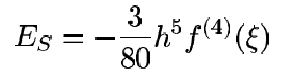 $E_S = -\frac{3}{80}h^5 f^{(4)}(\xi)$